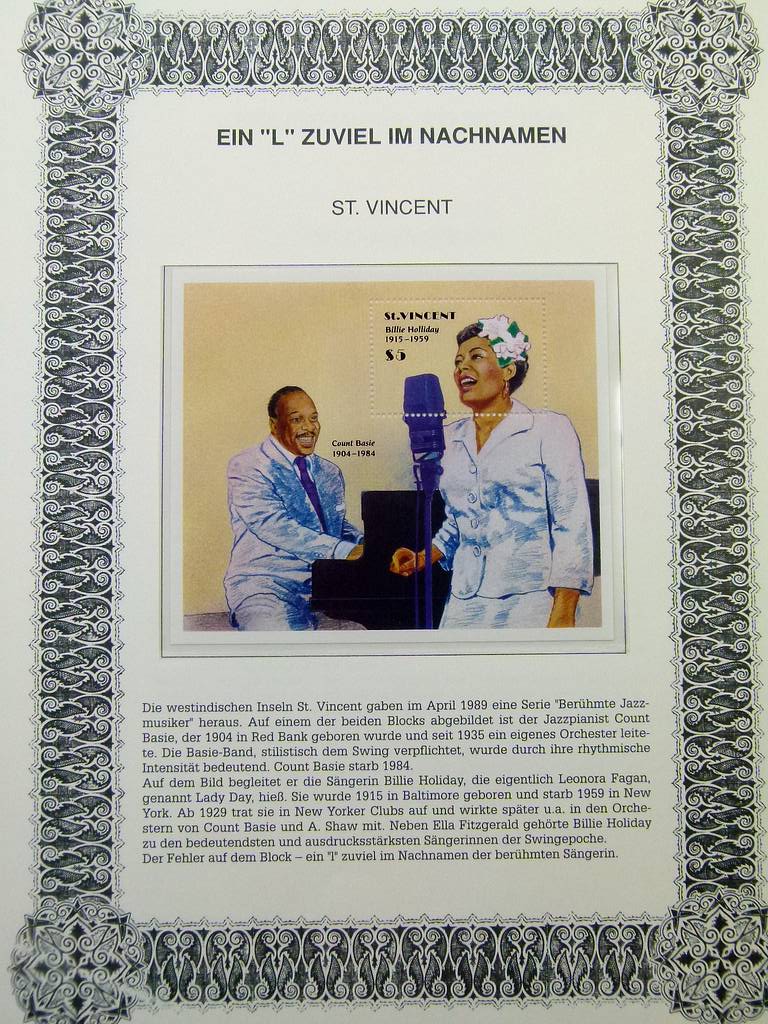 EIN "L" ZUVIEL IM NACHNAMEN
ST. VINCENT
St.VINCENT
Billie Holliday
1915-1959
$5
Count Basie
1904-1984
Die westindischen Inseln St. Vincent gaben im April 1989 eine Serie "Berühmte Jazz-
musiker" heraus. Auf einem der beiden Blocks abgebildet ist der Jazzpianist Count
Basie, der 1904 in Red Bank geboren wurde und seit 1935 ein eigenes Orchester leite-
te. Die Basie-Band, stilistisch dem Swing verpflichtet, wurde durch ihre rhythmische
Intensität bedeutend. Count Basie starb 1984.
Auf dem Bild begleitet er die Sängerin Billie Holiday, die eigentlich Leonora Fagan,
genannt Lady Day, hieß. Sie wurde 1915 in Baltimore geboren und starb 1959 in New
York. Ab 1929 trat sie in New Yorker Clubs auf und wirkte später u.a. in den Orche-
stern von Count Basie und A. Shaw mit. Neben Ella Fitzgerald gehörte Billie Holiday
zu den bedeutendsten und ausdrucksstärksten Sängerinnen der Swingepoche.
Der Fehler auf dem Block – ein "l" zuviel im Nachnamen der berühmten Sängerin.